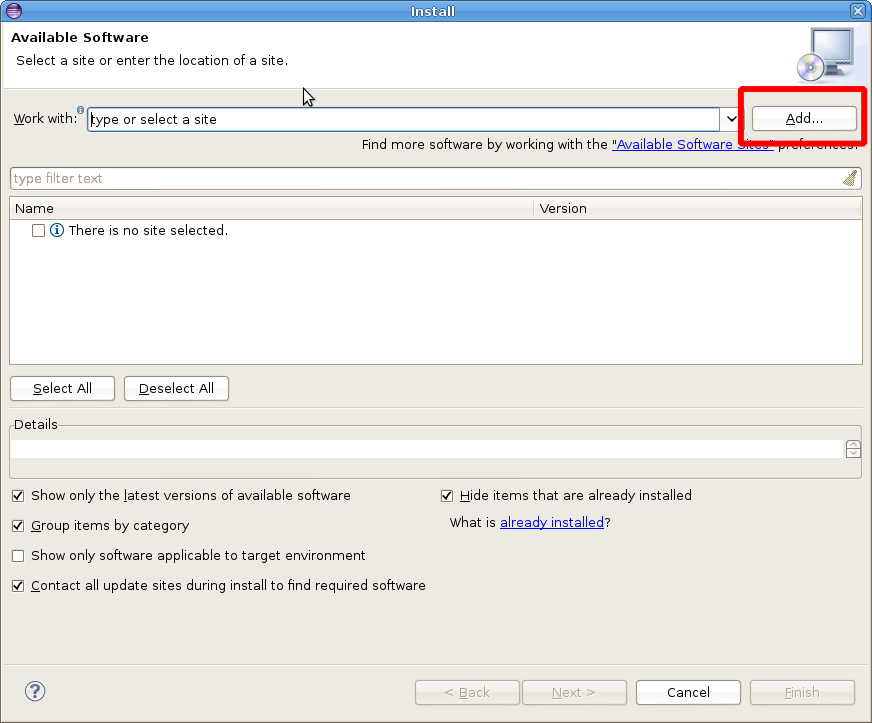 Install
Available Software
Select a site or enter the location of a site.
Work with: type or select a site Add...
Find more software by working with the "Available Software Sites" preferences.
type filter text
Name Version
There is no site selected.
Select All Deselect All
Details
Show only the latest versions of available software Hide items that are already installed
Group items by category What is already installed?
Show only software applicable to target environment
Contact all update sites during install to find required software
< Back Next > Cancel Finish